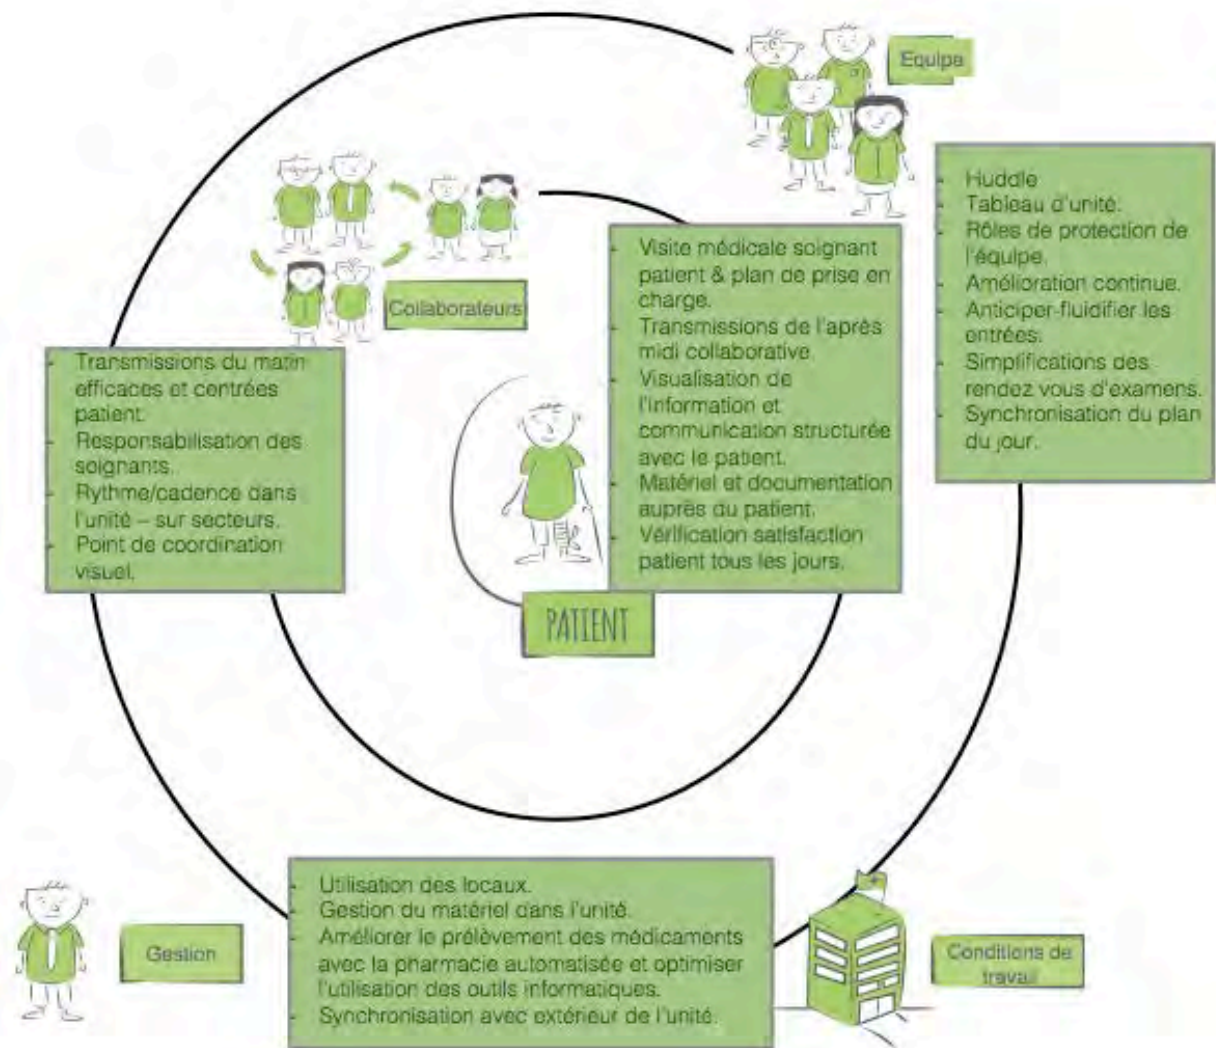 Equipe
- Huddle
- Tableau d'unité.
- Rôles de protection de
l'équipe.
- Amélioration continue.
- Anticiper-fluidifier les
entrées.
- Simplifications des
rendez vous d'examens.
- Synchronisation du plan
du jour.
Collaborateurs
- Transmissions du matin
efficaces et centrées
patient.
- Responsabilisation des
soignants.
- Rythme/cadence dans
l'unité – sur secteurs.
- Point de coordination
visuel.
- Visite médicale soignant
patient & plan de prise en
charge.
- Transmissions de l'après
midi collaborative.
- Visualisation de
l'information et
communication structurée
avec le patient.
- Matériel et documentation
auprès du patient.
- Vérification satisfaction
patient tous les jours.
PATIENT
Gestion
- Utilisation des locaux.
- Gestion du matériel dans l'unité.
- Améliorer le prélèvement des médicaments
avec la pharmacie automatisée et optimiser
l'utilisation des outils informatiques.
- Synchronisation avec extérieur de l'unité.
Conditions de
travail